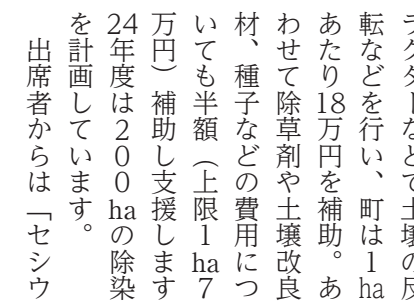 ラクターなどで土壌の反
転などを行い、町は1ha
あたり18万円を補助。あ
わせて除草剤や土壌改良
材、種子などの費用につ
いても半額（上限1ha7
万円）補助し支援します
24年度は200haの除染
を計画しています。
出席者からは「セシウ